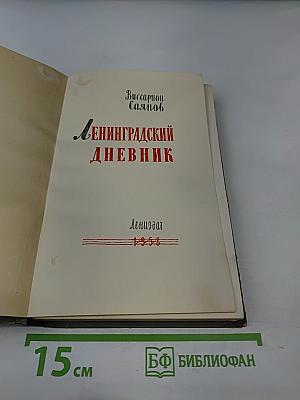 Виссарион
Саянов
ЛЕНИНГРАДСКИЙ
ДНЕВНИК
Лениздат
1958
15 см
БФ БИБЛИОФАН